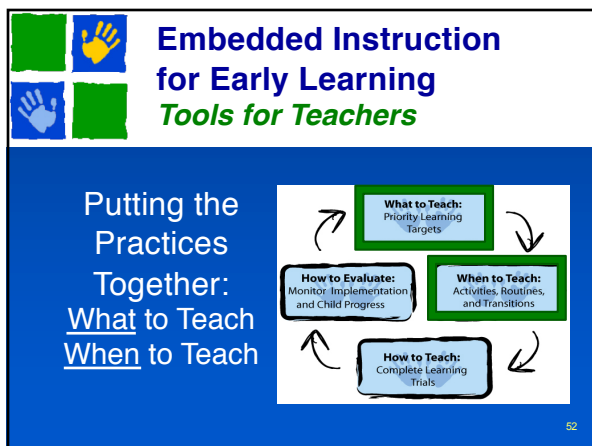 Embedded Instruction
for Early Learning
Tools for Teachers
Putting the
Practices
Together:
What to Teach
When to Teach
What to Teach:
Priority Learning
Targets
How to Evaluate:
Monitor Implementation
and Child Progress
When to Teach:
Activities, Routines,
and Transitions
How to Teach:
Complete Learning
Trials
52